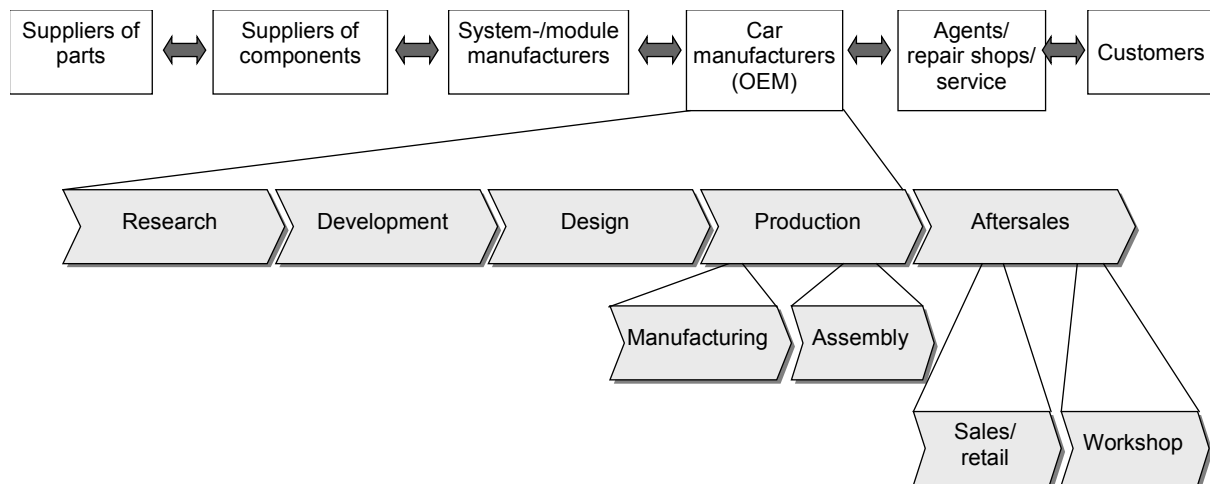 Suppliers of
parts
Suppliers of
components
System-/module
manufacturers
Car
manufacturers
(OEM)
Agents/
repair shops/
service
Customers
Research
Development
Design
Production
Aftersales
Manufacturing
Assembly
Sales/
retail
Workshop